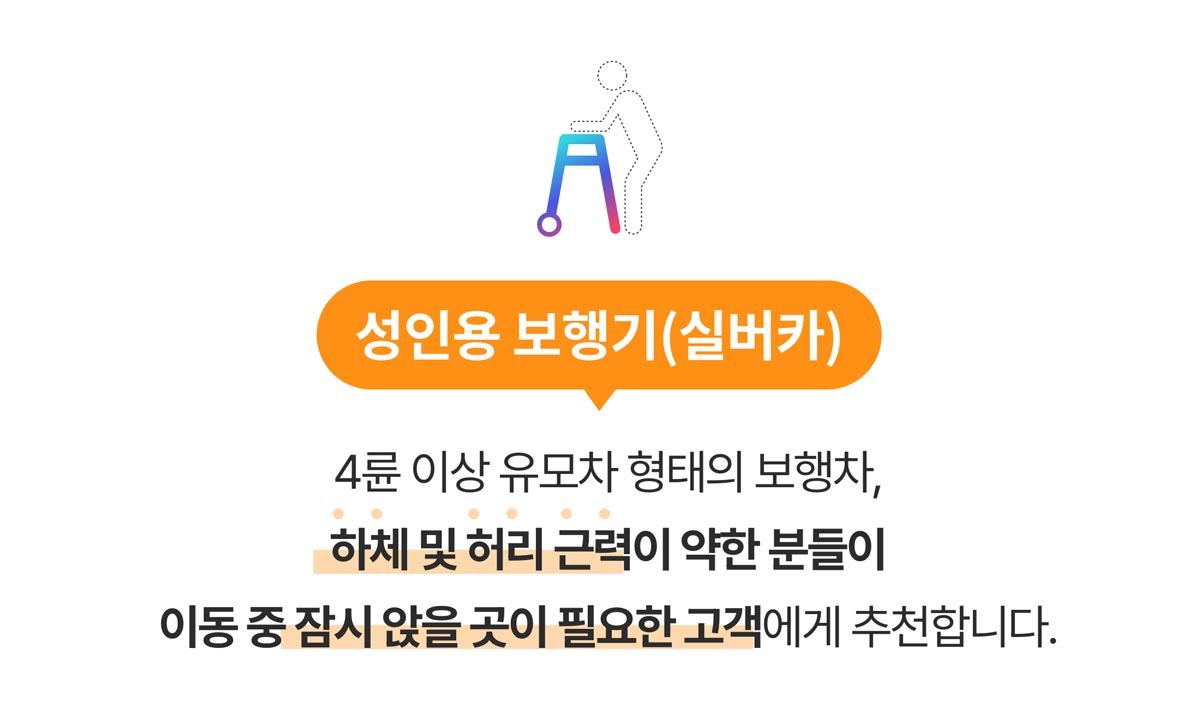 성인용 보행기(실버카)
4륜 이상 유모차 형태의 보행차,
하체 및 허리 근력이 약한 분들이
이동 중 잠시 앉을 곳이 필요한 고객에게 추천합니다.